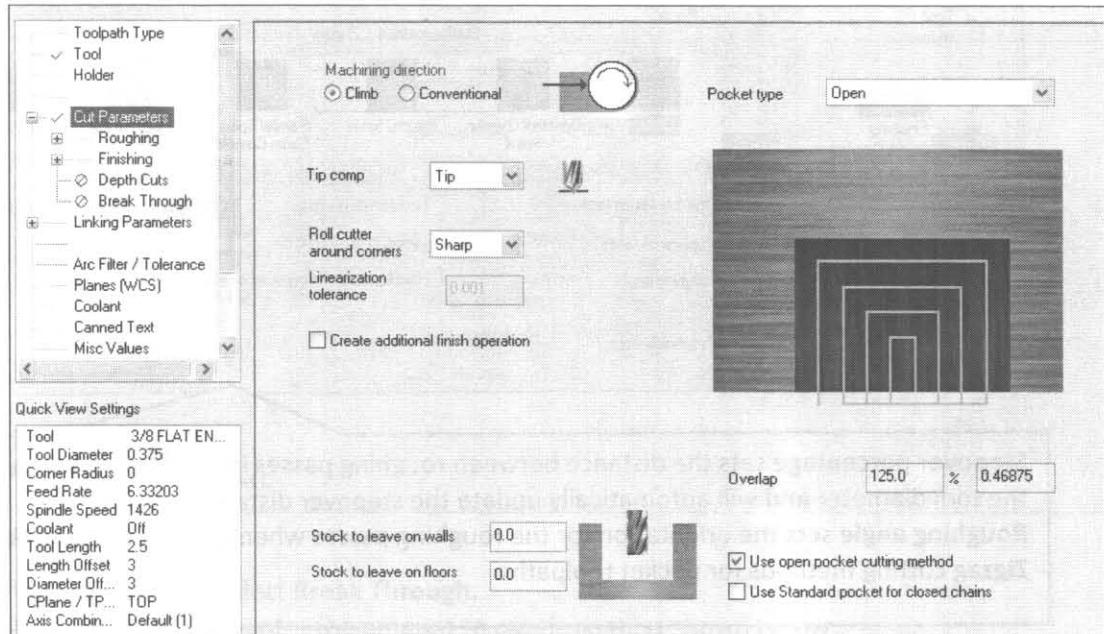 Toolpath Type
Tool
Holder
Cut Parameters
Roughing
Finishing
Depth Cuts
Break Through
Linking Parameters
Arc Filter / Tolerance
Planes (WCS)
Coolant
Canned Text
Misc Values
Quick View Settings
Tool 3/8 FLAT EN...
Tool Diameter 0.375
Corner Radius 0
Feed Rate 6.33203
Spindle Speed 1426
Coolant Off
Tool Length 2.5
Length Offset 3
Diameter Off... 3
CPlane / TP... TOP
Axis Combin... Default (1)
Machining direction
Climb Conventional
Tip comp Tip
Roll cutter
around corners Sharp
Linearization
tolerance 0.001
Create additional finish operation
Stock to leave on walls 0.0
Stock to leave on floors 0.0
Pocket type Open
Overlap 125.0 % 0.46875
Use open pocket cutting method
Use Standard pocket for closed chains